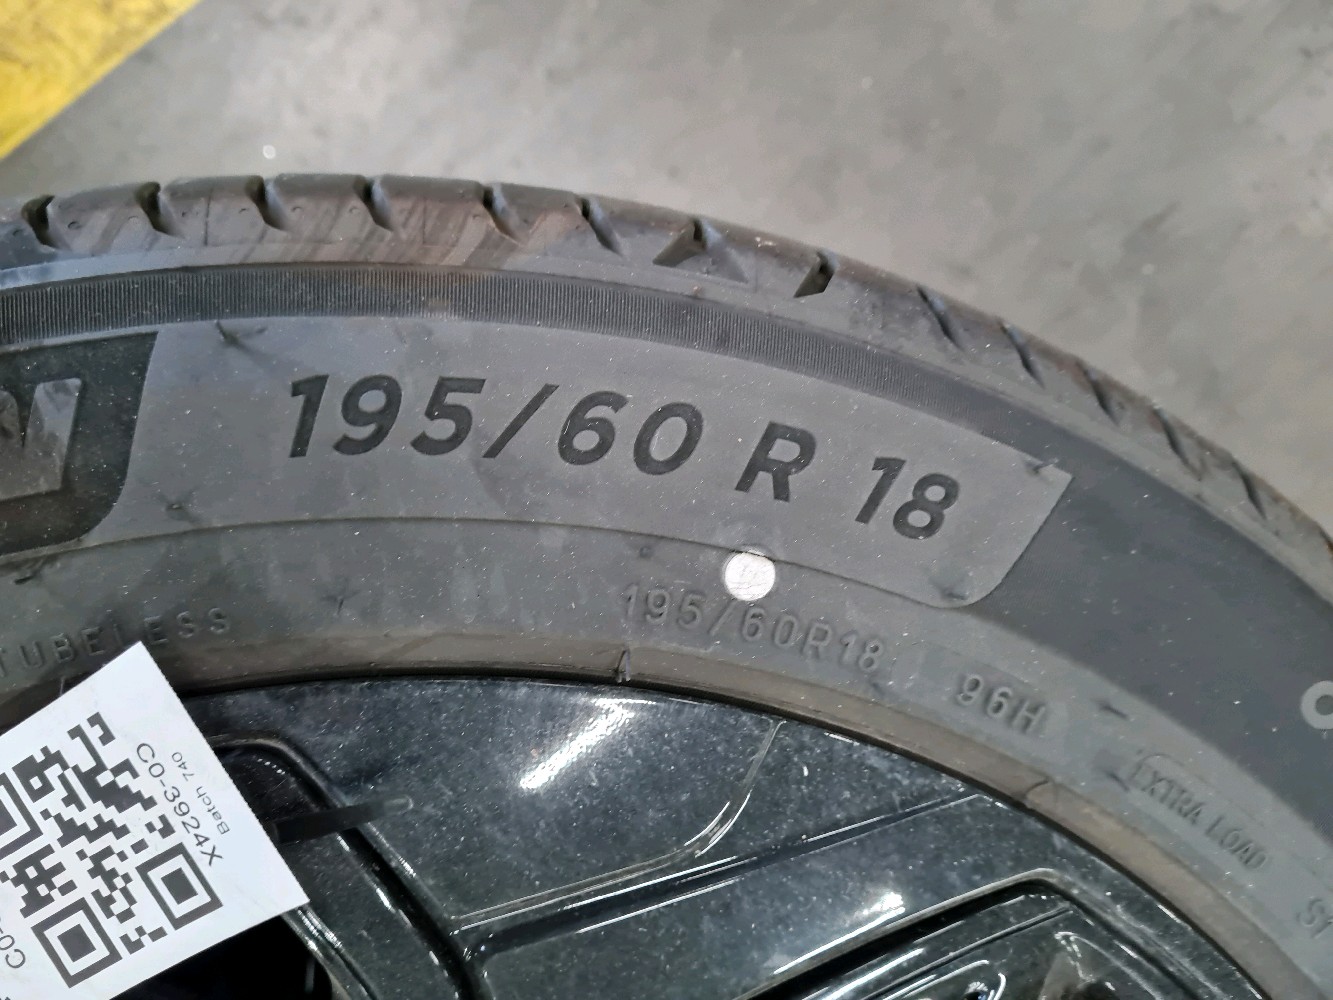 195/60 R 18
195/60R18
96H
EXTRA LOAD
TUBELESS
C0-3924X
Batch 740